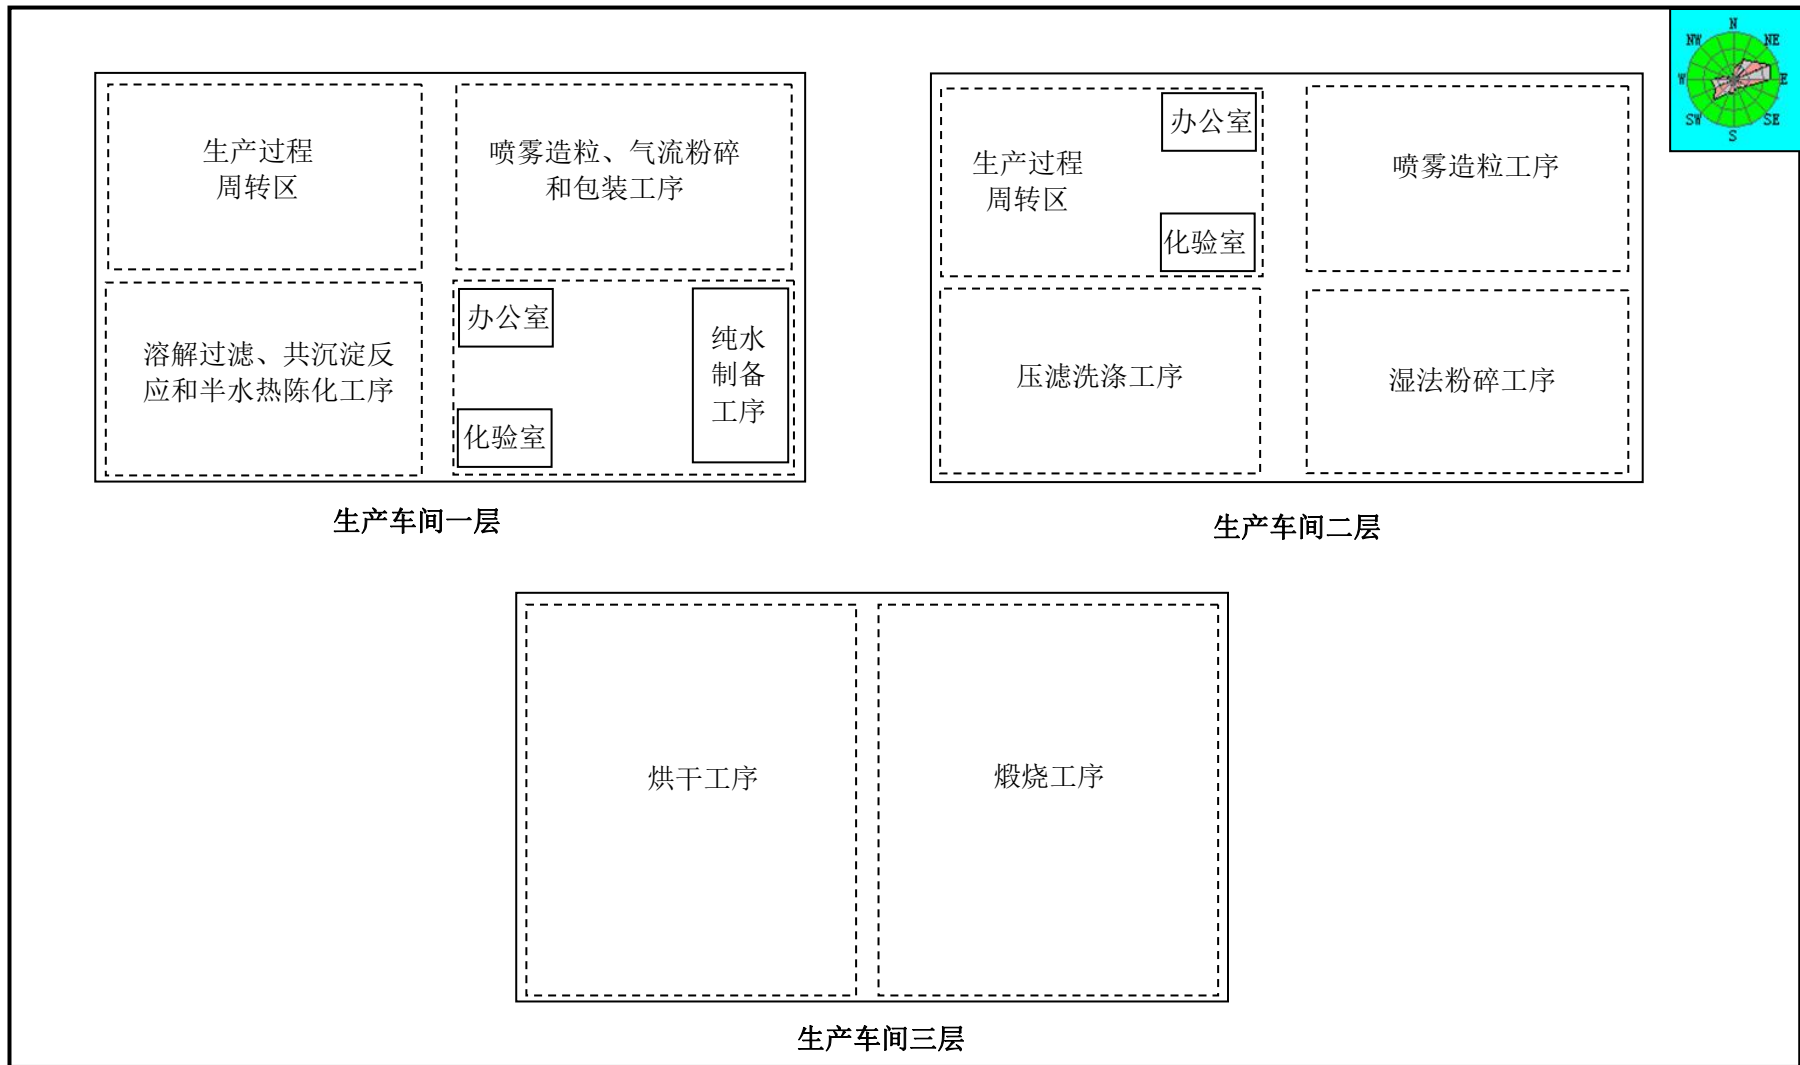 N
NW
NE
W
E
SW
SE
S
生产过程
周转区
喷雾造粒、气流粉碎
和包装工序
溶解过滤、共沉淀反
应和半水热陈化工序
办公室
化验室
纯水
制备
工序
生产车间一层
生产过程
周转区
办公室
化验室
喷雾造粒工序
压滤洗涤工序
湿法粉碎工序
生产车间二层
烘干工序
煅烧工序
生产车间三层